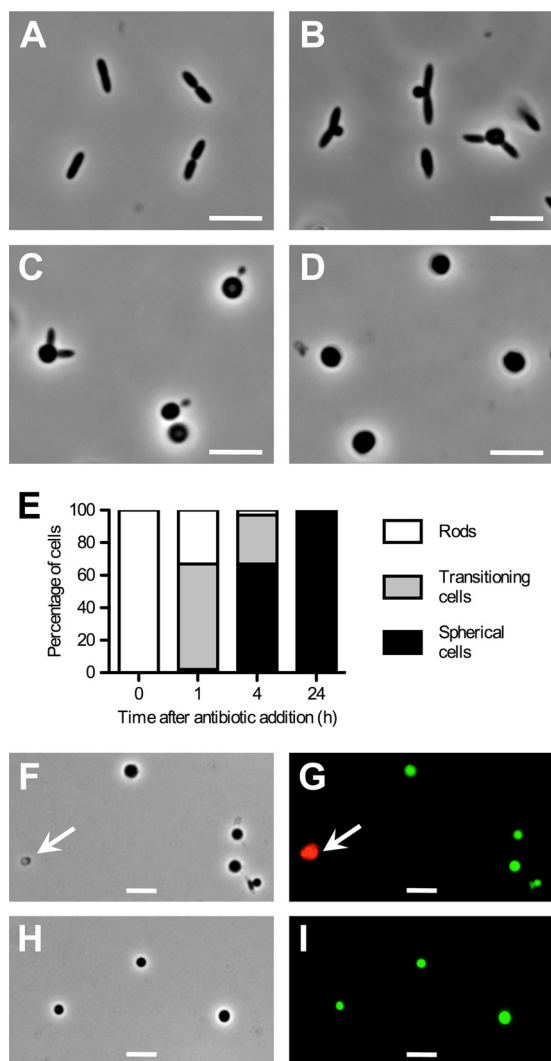 A
B
C
D
E
Percentage of cells
100
80
60
40
20
0
0 1 4 24
Time after antibiotic addition (h)
Rods
Transitioning
cells
Spherical
cells
F
G
H
I